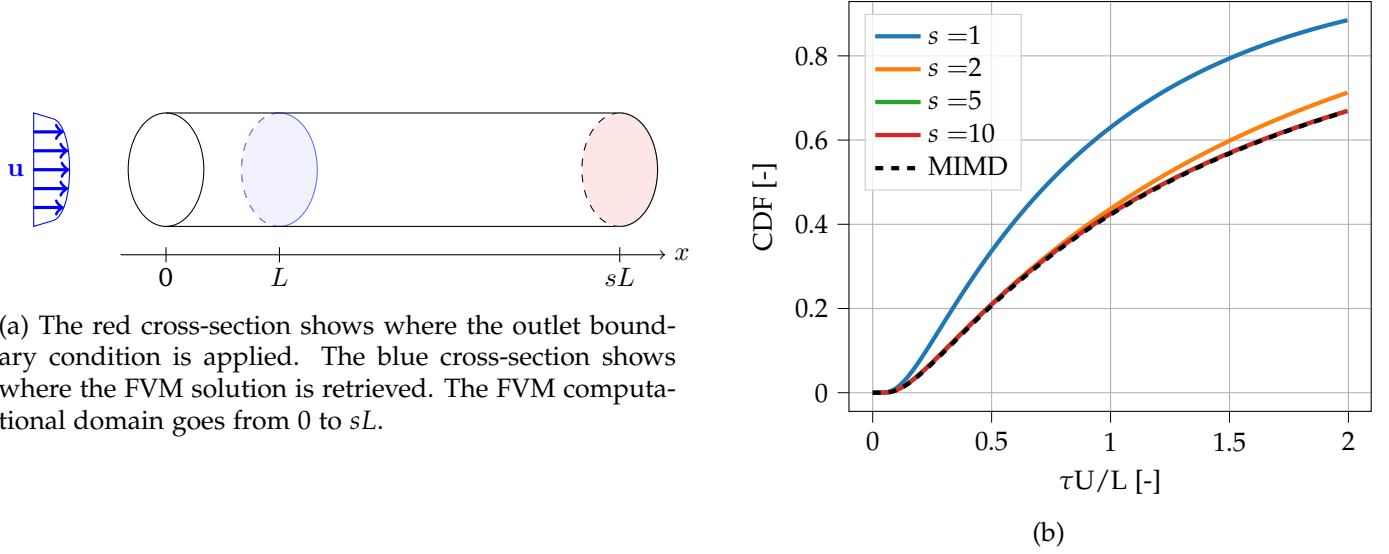 u
0
L
sL
x
(a) The red cross-section shows where the outlet bound-
ary condition is applied. The blue cross-section shows
where the FVM solution is retrieved. The FVM computa-
tional domain goes from 0 to sL.
s =1
s =2
s =5
s =10
MIMD
CDF [-]
0.8
0.6
0.4
0.2
0
0
0.5
1
1.5
2
τU/L [-]
(b)